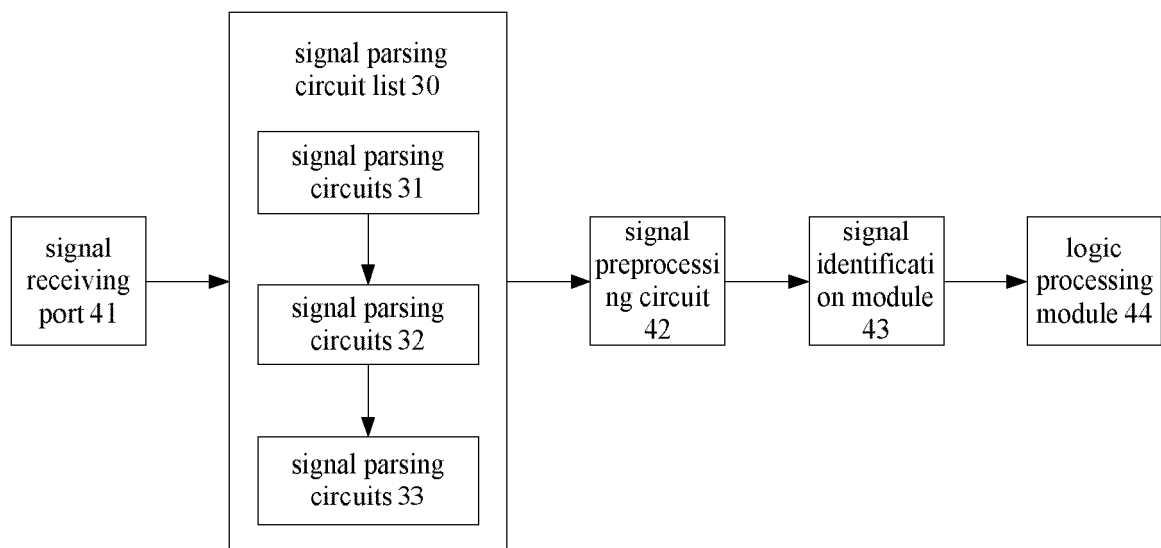 signal
receiving
port 41
signal parsing
circuit list 30
signal parsing
circuits 31
signal parsing
circuits 32
signal parsing
circuits 33
signal
preprocessi
ng circuit
42
signal
identificati
on module
43
logic
processing
module 44